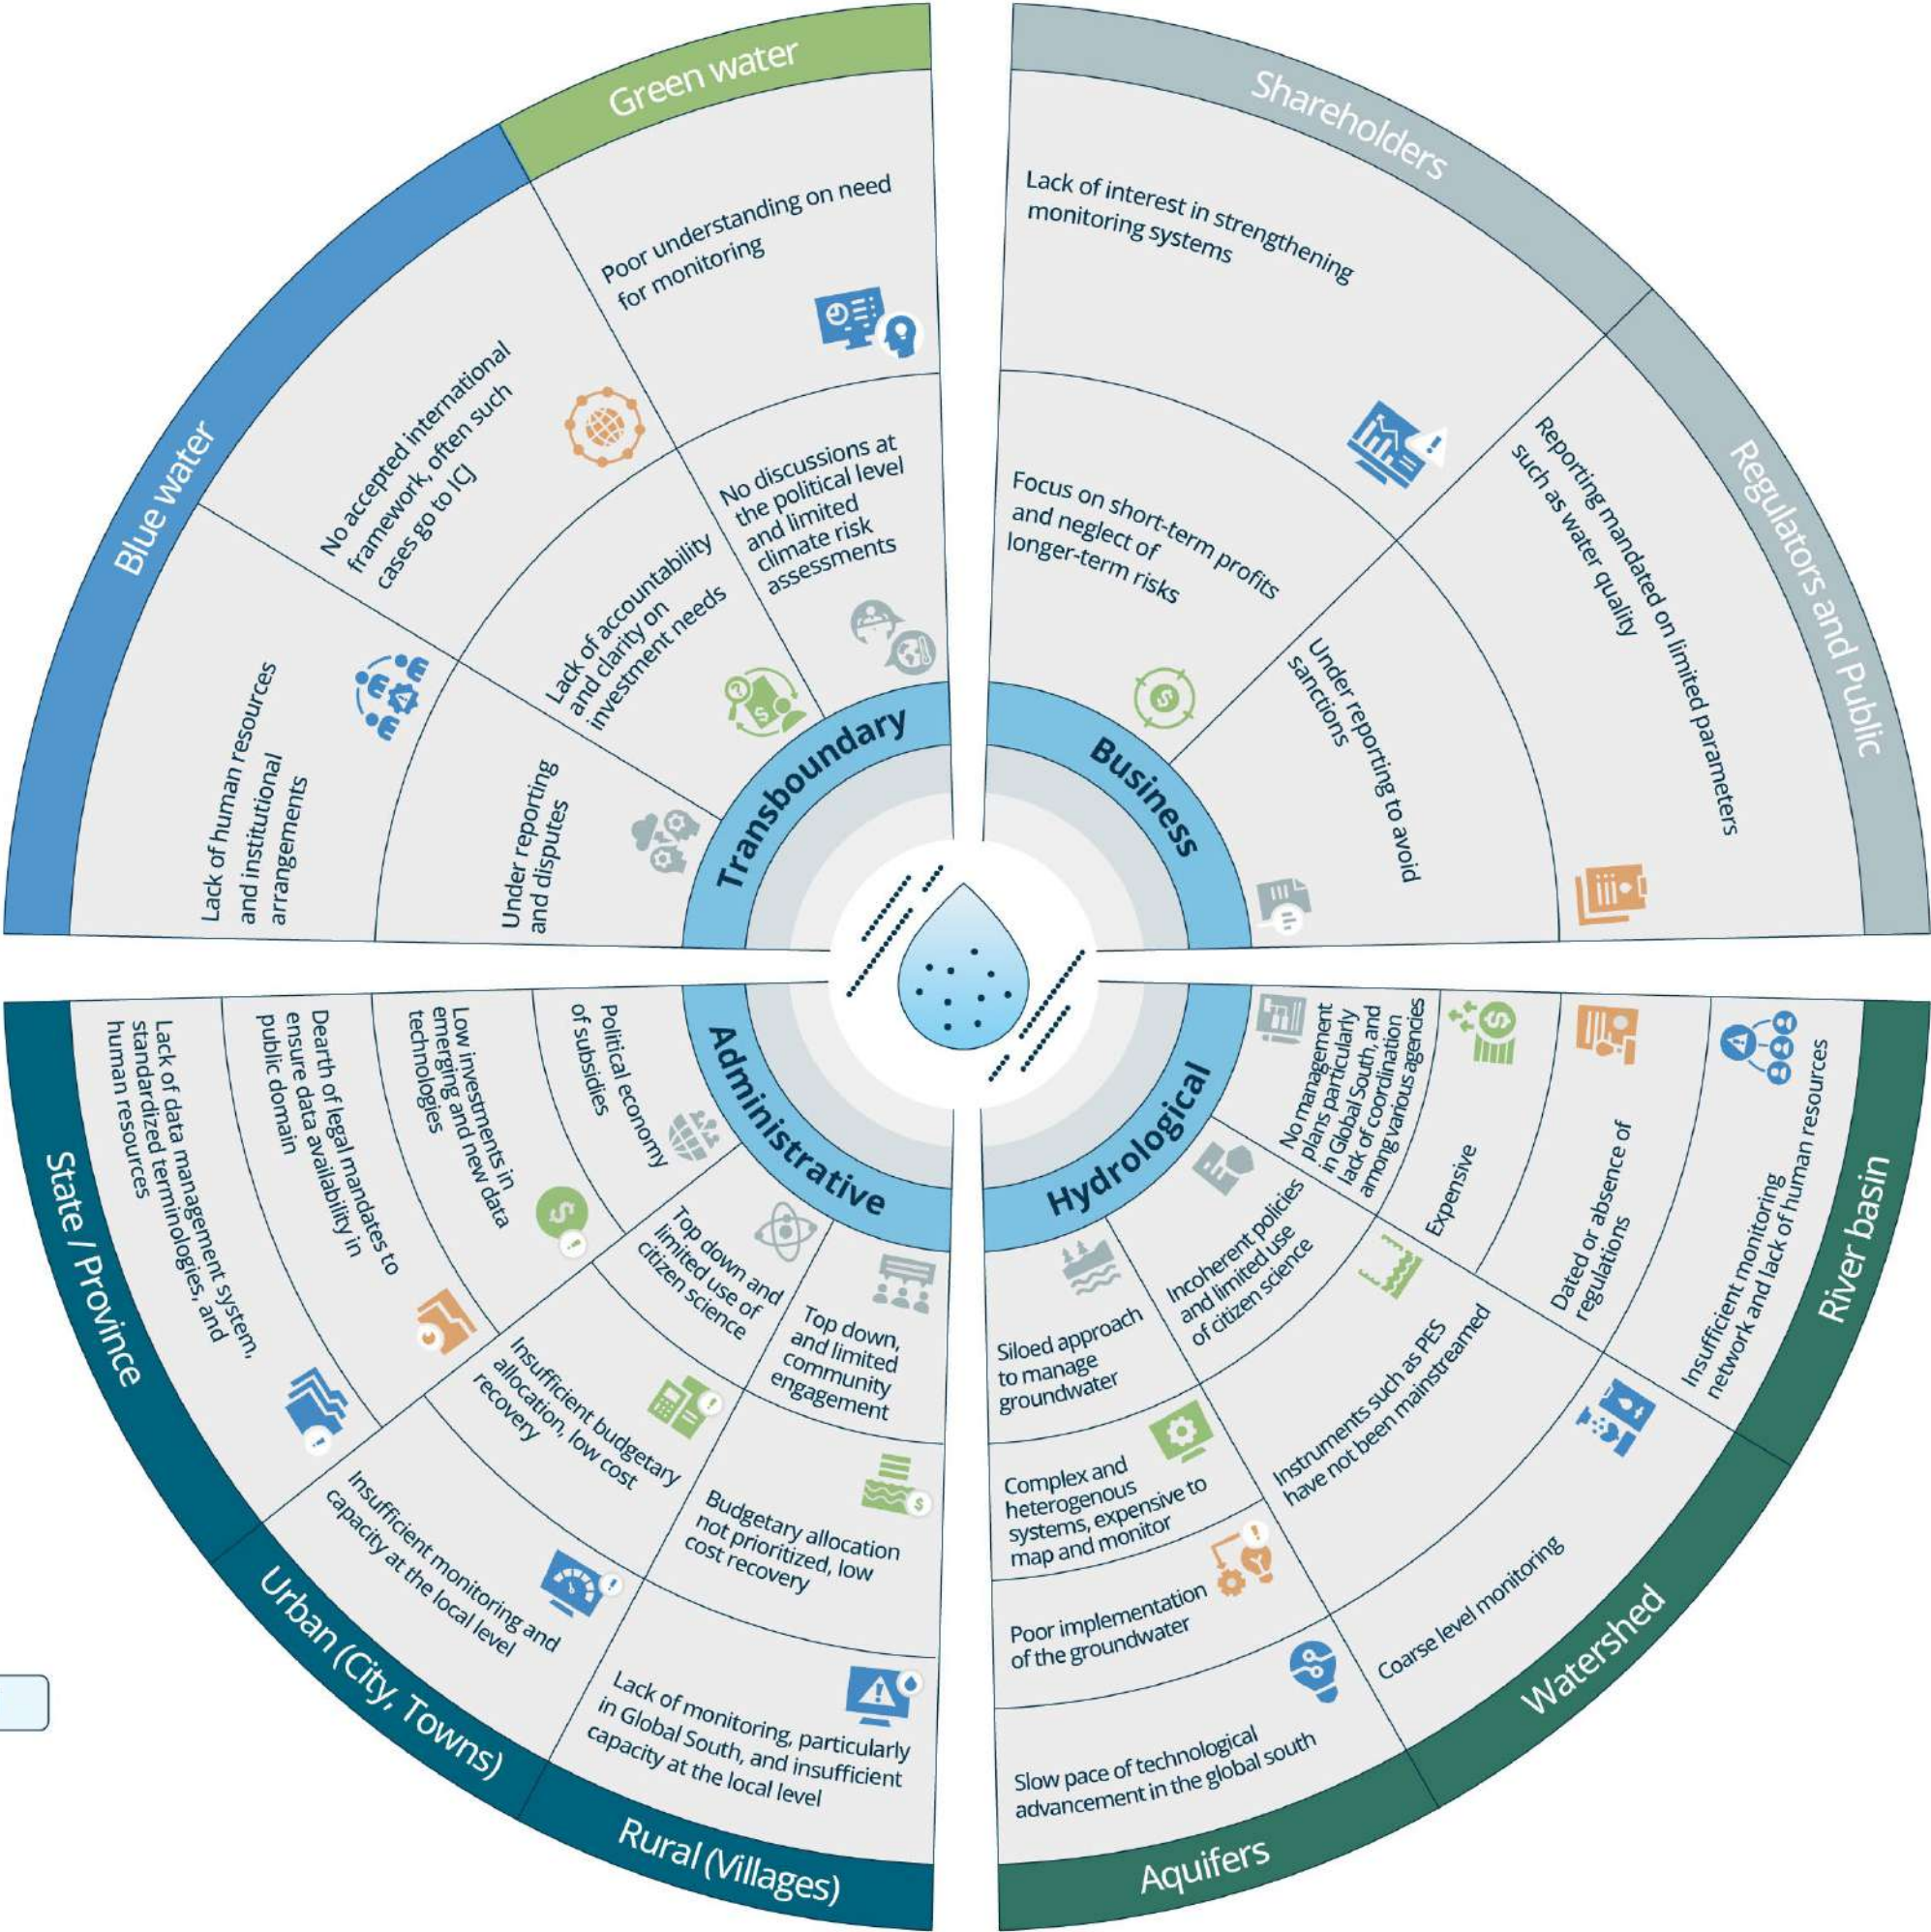 Green water
Poor understanding on need
for monitoring
No discussions at
the political level
and limited
climate risk
assessments
Blue water
No accepted international
framework, often such
cases go to ICJ
Lack of accountability
and clarity on
investment needs
Lack of human resources
and institutional
arrangements
Under reporting
and disputes
Transboundary
Shareholders
Lack of interest in strengthening
monitoring systems
Focus on short-term profits
and neglect of
longer-term risks
Regulators and Public
Reporting mandated on limited parameters
such as water quality
Under reporting to avoid
sanctions
Business
State / Province
Lack of data management system,
standardized terminologies, and
human resources
Dearth of legal mandates to
ensure data availability in
public domain
Low investments in
emerging and new data
technologies
Political economy
of subsidies
Administrative
Urban (City, Towns)
Top down and
limited use of
citizen science
Insufficient budgetary
allocation, low cost
recovery
Insufficient monitoring and
capacity at the local level
Rural (Villages)
Top down,
and limited
community
engagement
Budgetary allocation
not prioritized, low
cost recovery
Lack of monitoring, particularly
in Global South, and insufficient
capacity at the local level
Hydrological
River basin
No management
plans particularly
in Global South, and
lack of coordination
among various agencies
Expensive
Dated or absence of
regulations
Insufficient monitoring
network and lack of human resources
Watershed
Incoherent policies
and limited use
of citizen science
Instruments such as PES
have not been mainstreamed
Coarse level monitoring
Aquifers
Siloed approach
to manage
groundwater
Complex and
heterogenous
systems, expensive to
map and monitor
Poor implementation
of the groundwater
Slow pace of technological
advancement in the global south